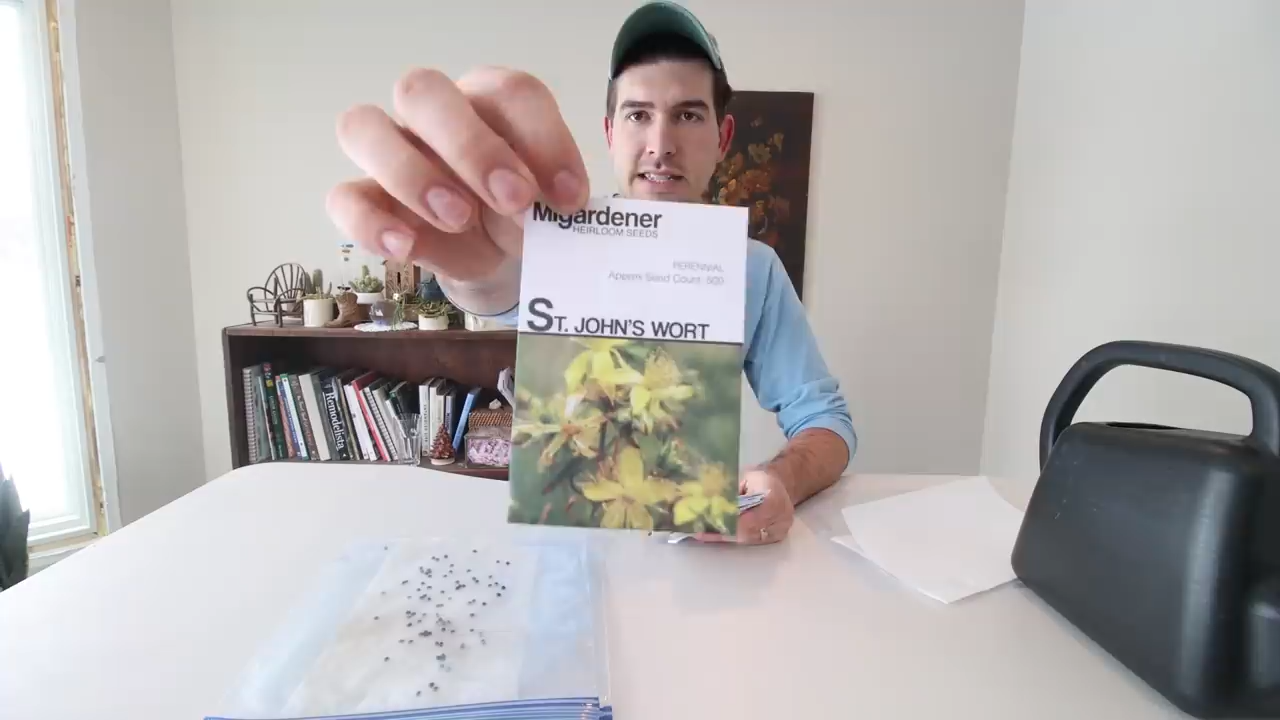 MIgardener
HEIRLOOM SEEDS
PERENNIAL
Approx Seed Count: 500
ST. JOHN'S WORT
Remodelista